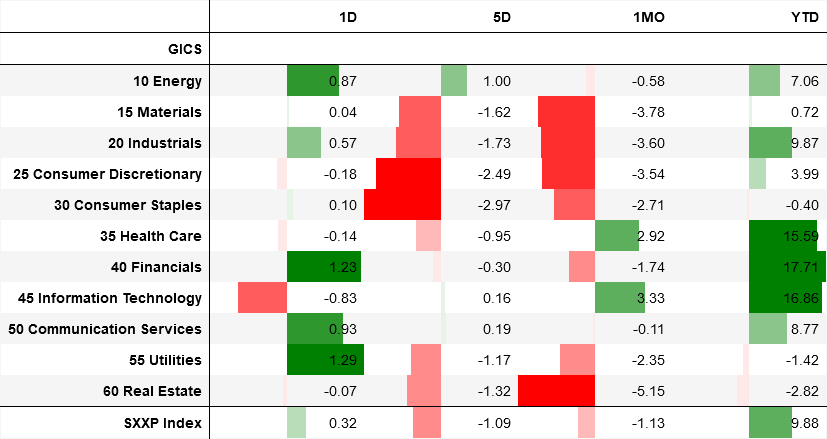 1D 5D 1MO YTD
GICS
10 Energy 0.87 1.00 -0.58 7.06
15 Materials 0.04 -1.62 -3.78 0.72
20 Industrials 0.57 -1.73 -3.60 9.87
25 Consumer Discretionary -0.18 -2.49 -3.54 3.99
30 Consumer Staples 0.10 -2.97 -2.71 -0.40
35 Health Care -0.14 -0.95 2.92 15.59
40 Financials 1.23 -0.30 -1.74 17.71
45 Information Technology -0.83 0.16 3.33 16.86
50 Communication Services 0.93 0.19 -0.11 8.77
55 Utilities 1.29 -1.17 -2.35 -1.42
60 Real Estate -0.07 -1.32 -5.15 -2.82
SXXP Index 0.32 -1.09 -1.13 9.88